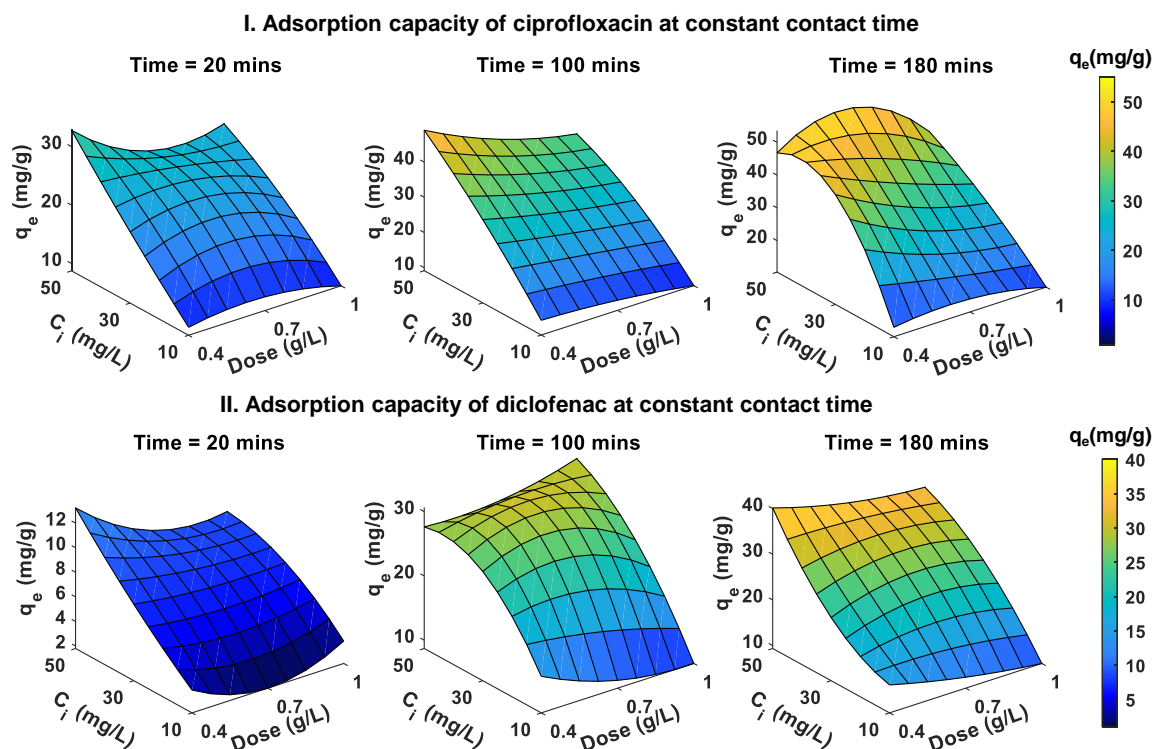 I. Adsorption capacity of ciprofloxacin at constant contact time
Time = 20 mins
Time = 100 mins
Time = 180 mins
qₑ(mg/g)
30
20
10
qₑ (mg/g)
50
30
10
Cᵢ (mg/L)
0.4
0.7
1
Dose (g/L)
40
30
20
10
qₑ (mg/g)
50
30
10
Cᵢ (mg/L)
0.4
0.7
1
Dose (g/L)
50
40
30
20
qₑ (mg/g)
50
30
10
Cᵢ (mg/L)
0.4
0.7
1
Dose (g/L)
50
40
30
20
10
II. Adsorption capacity of diclofenac at constant contact time
Time = 20 mins
Time = 100 mins
Time = 180 mins
qₑ(mg/g)
12
10
8
6
4
2
qₑ (mg/g)
50
30
10
Cᵢ (mg/L)
0.4
0.7
1
Dose (g/L)
30
20
10
qₑ (mg/g)
50
30
10
Cᵢ (mg/L)
0.4
0.7
1
Dose (g/L)
40
30
20
10
qₑ (mg/g)
50
30
10
Cᵢ (mg/L)
0.4
0.7
1
Dose (g/L)
40
35
30
25
20
15
10
5